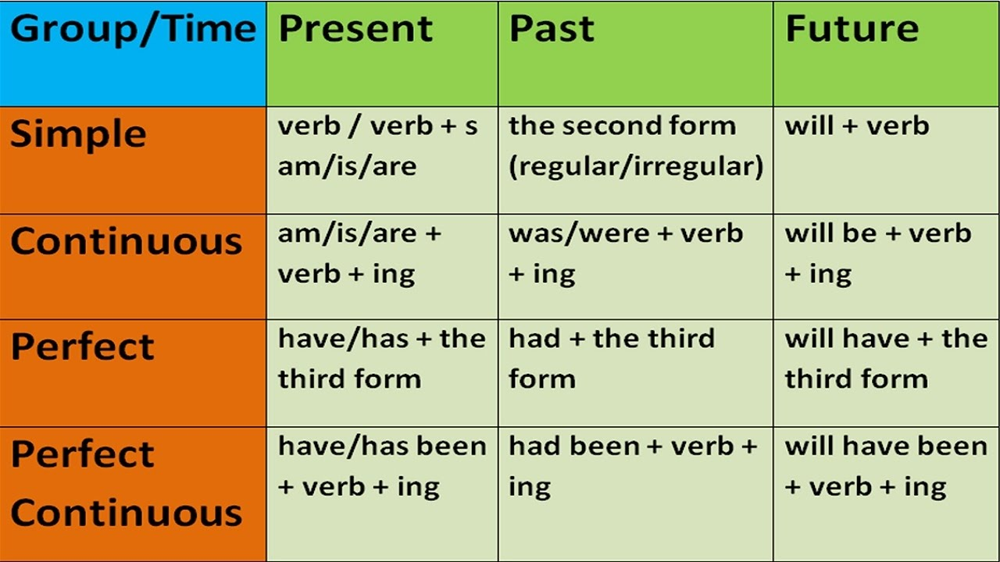 Group/Time
Present
Past
Future
Simple
verb / verb + s
am/is/are
the second form
(regular/irregular)
will + verb
Continuous
am/is/are +
verb + ing
was/were + verb
+ ing
will be + verb
+ ing
Perfect
have/has + the
third form
had + the third
form
will have + the
third form
Perfect
Continuous
have/has been
+ verb + ing
had been + verb +
ing
will have been
+ verb + ing